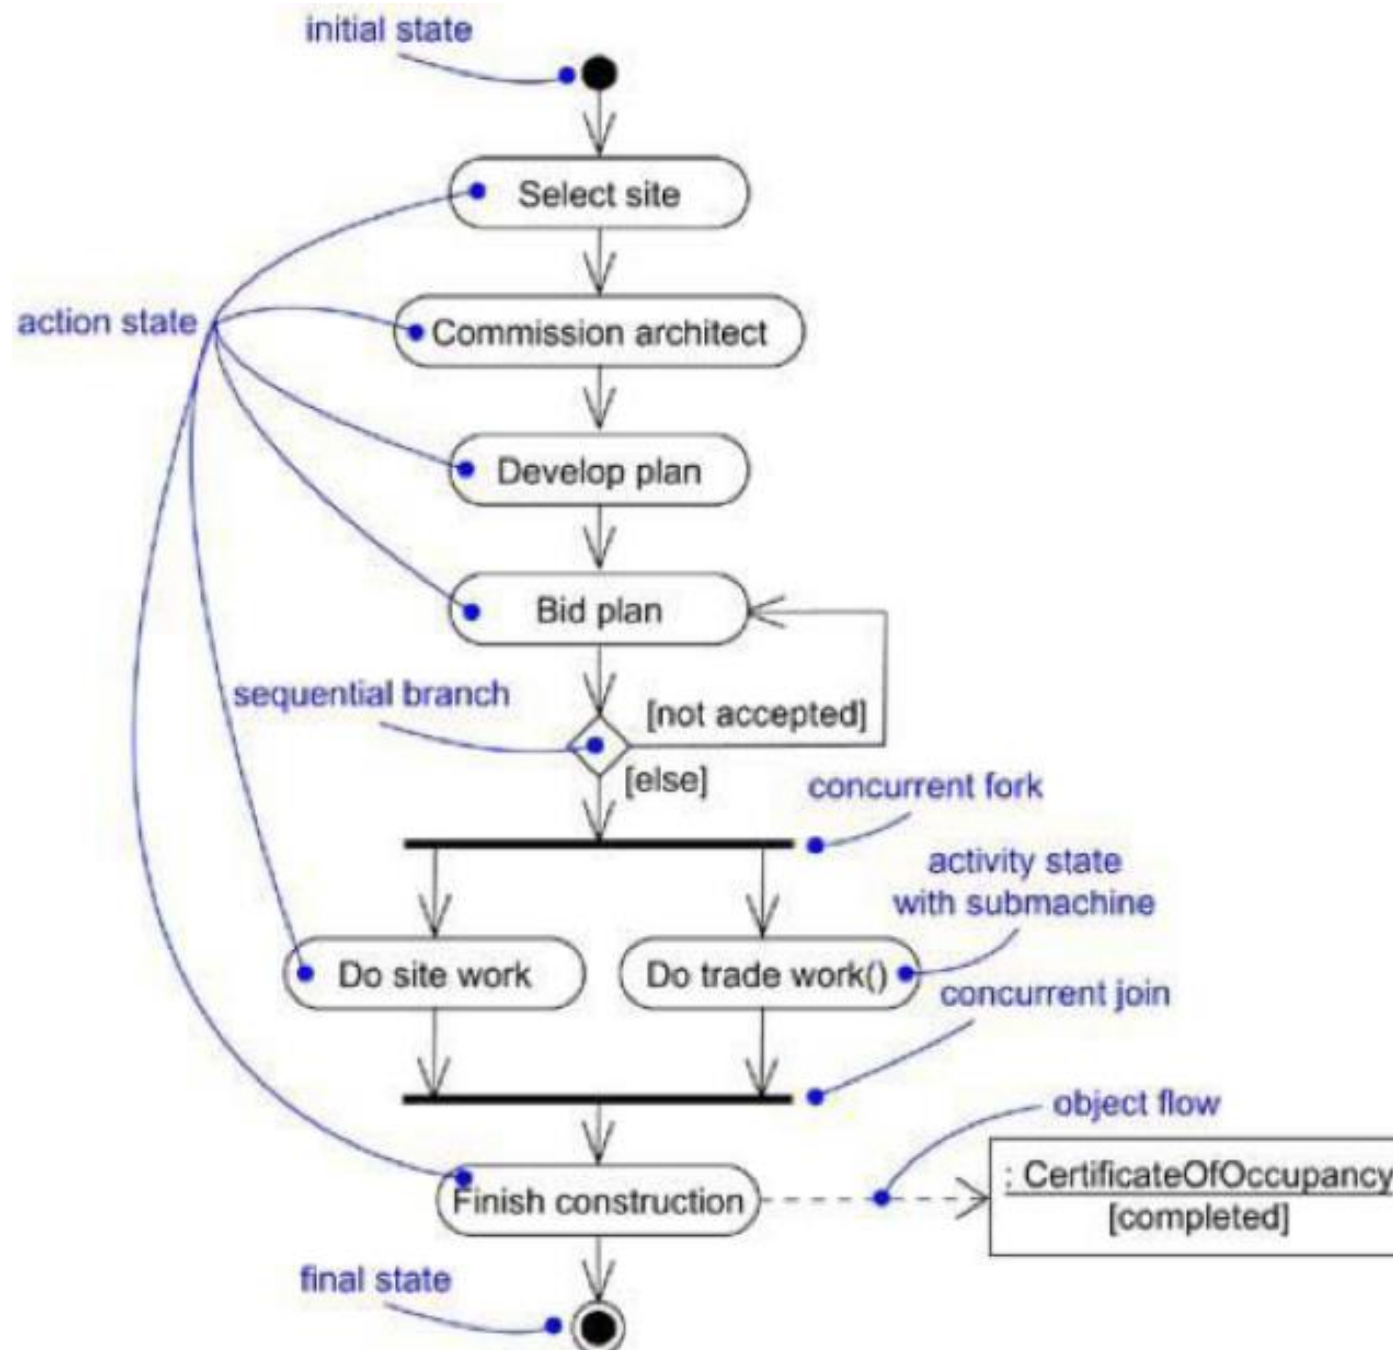 initial state
Select site
action state
Commission architect
Develop plan
Bid plan
sequential branch
[not accepted]
[else]
concurrent fork
activity state
with submachine
Do site work
Do trade work()
concurrent join
object flow
: CertificateOfOccupancy
[completed]
Finish construction
final state